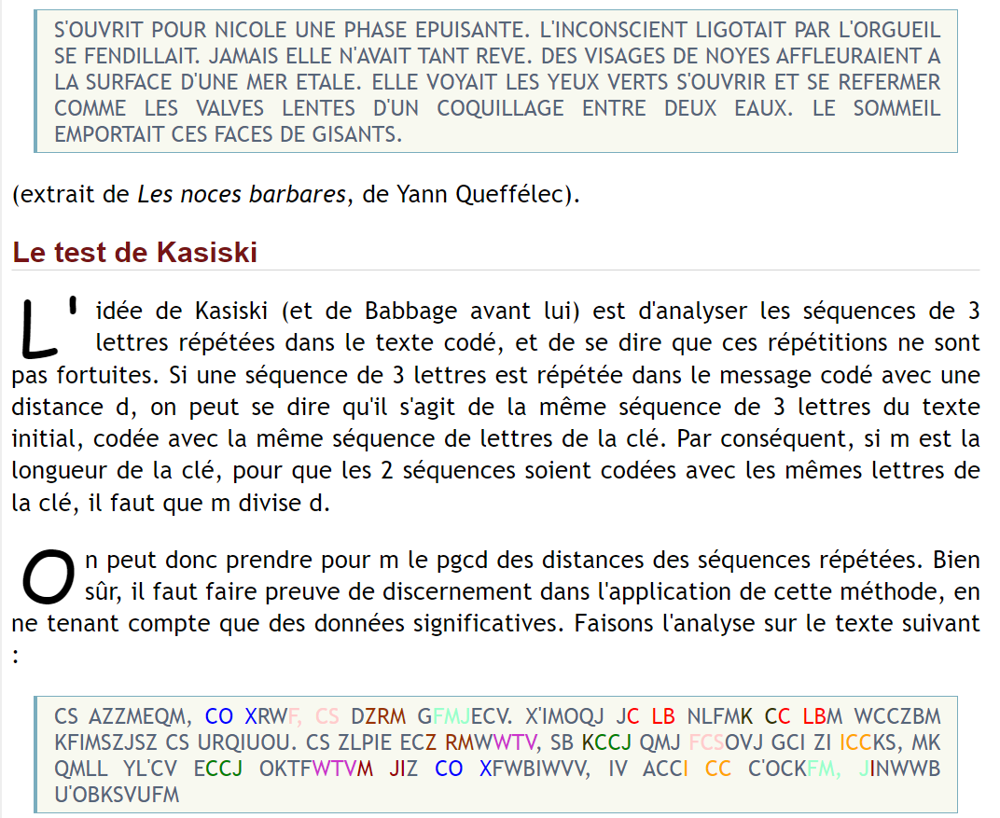 S'OUVRIT POUR NICOLE UNE PHASE EPUISANTE. L'INCONSCIENT LIGOTAIT PAR L'ORGUEIL
SE FENDILLAIT. JAMAIS ELLE N'AVAIT TANT REVE. DES VISAGES DE NOYES AFFLEURAIENT A
LA SURFACE D'UNE MER ETALE. ELLE VOYAIT LES YEUX VERTS S'OUVRIR ET SE REFERMER
COMME LES VALVES LENTES D'UN COQUILLAGE ENTRE DEUX EAUX. LE SOMMEIL
EMPORTAIT CES FACES DE GISANTS.
(extrait de Les noces barbares, de Yann Queffélec).
Le test de Kasiski
L'idée de Kasiski (et de Babbage avant lui) est d'analyser les séquences de 3
lettres répétées dans le texte codé, et de se dire que ces répétitions ne sont
pas fortuites. Si une séquence de 3 lettres est répétée dans le message codé avec une
distance d, on peut se dire qu'il s'agit de la même séquence de 3 lettres du texte
initial, codée avec la même séquence de lettres de la clé. Par conséquent, si m est la
longueur de la clé, pour que les 2 séquences soient codées avec les mêmes lettres de
la clé, il faut que m divise d.
On peut donc prendre pour m le pgcd des distances des séquences répétées. Bien
sûr, il faut faire preuve de discernement dans l'application de cette méthode, en
ne tenant compte que des données significatives. Faisons l'analyse sur le texte suivant
:
CS AZZMEQM, CO XRWF, CS DZRM GFMJECV. X'IMOQJ JC LB NLFMK CC LBM WCCZBM
KFIMSZJSZ CS URQIUOU. CS ZLPIE ECZ RMWWTV, SB KCCJ QMJ FCSOVJ GCI ZI ICCKS, MK
QMLL YL'CV ECCJ OKTFWTVM JIZ CO XFWBIWVV, IV ACCI CC C'OCKFM, JINWWB
U'OBKSVUFM